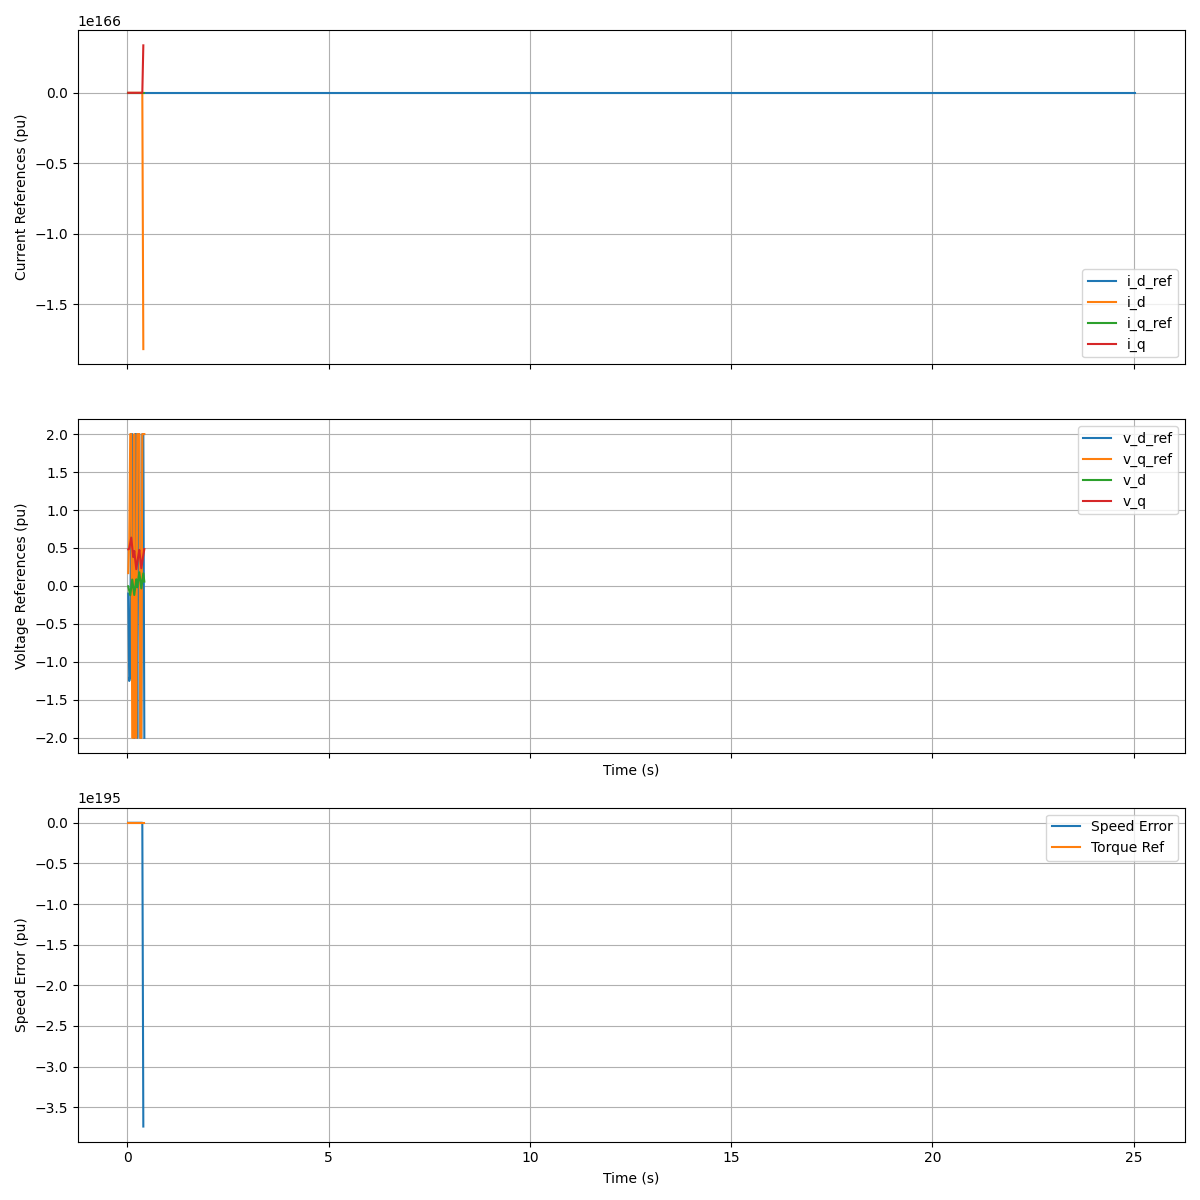 1e166
Current References (pu)
0.0
−0.5
−1.0
−1.5
i_d_ref
i_d
i_q_ref
i_q
Voltage References (pu)
2.0
1.5
1.0
0.5
0.0
−0.5
−1.0
−1.5
−2.0
v_d_ref
v_q_ref
v_d
v_q
Time (s)
1e195
Speed Error (pu)
0.0
−0.5
−1.0
−1.5
−2.0
−2.5
−3.0
−3.5
Speed Error
Torque Ref
0 5 10 15 20 25
Time (s)